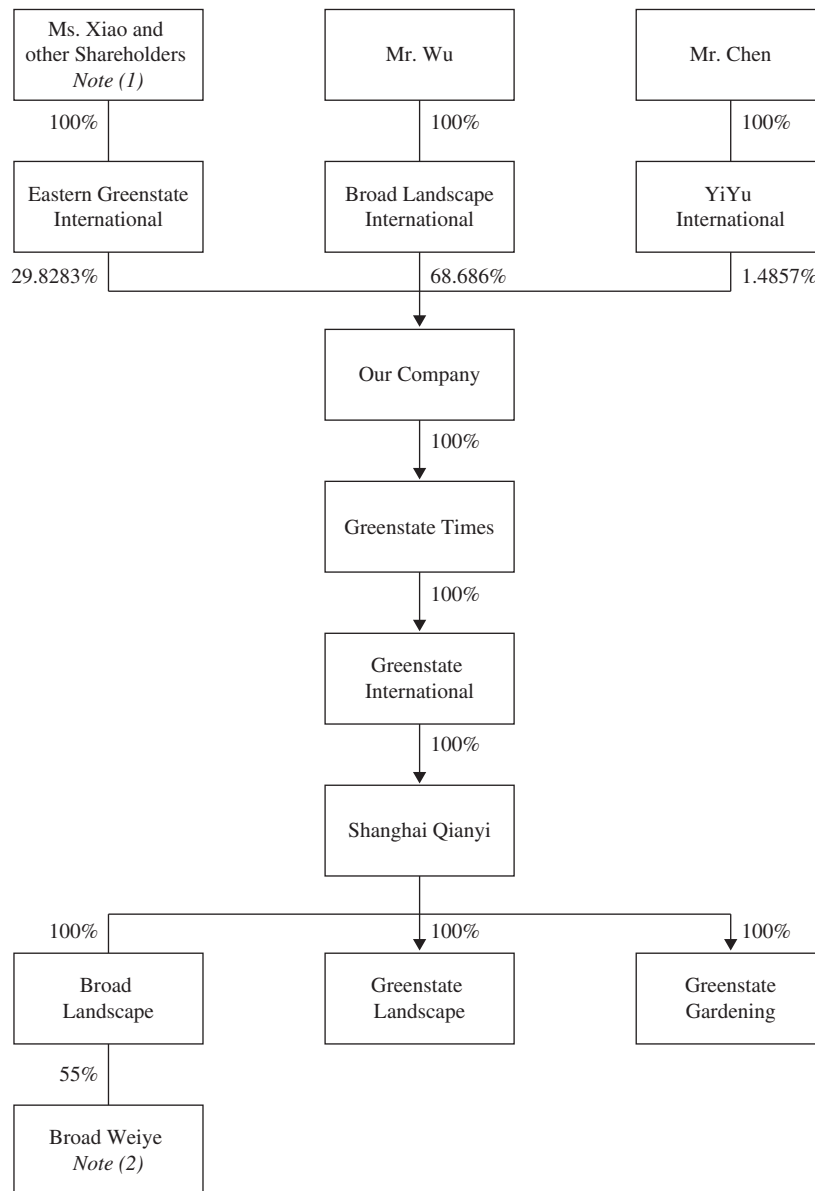 Ms. Xiao and
other Shareholders
Note (1)
Mr. Wu
Mr. Chen
100%
100%
100%
Eastern Greenstate
International
Broad Landscape
International
YiYu
International
29.8283%
68.686%
1.4857%
Our Company
100%
Greenstate Times
100%
Greenstate
International
100%
Shanghai Qianyi
100%
100%
100%
Broad
Landscape
Greenstate
Landscape
Greenstate
Gardening
55%
Broad Weiye
Note (2)